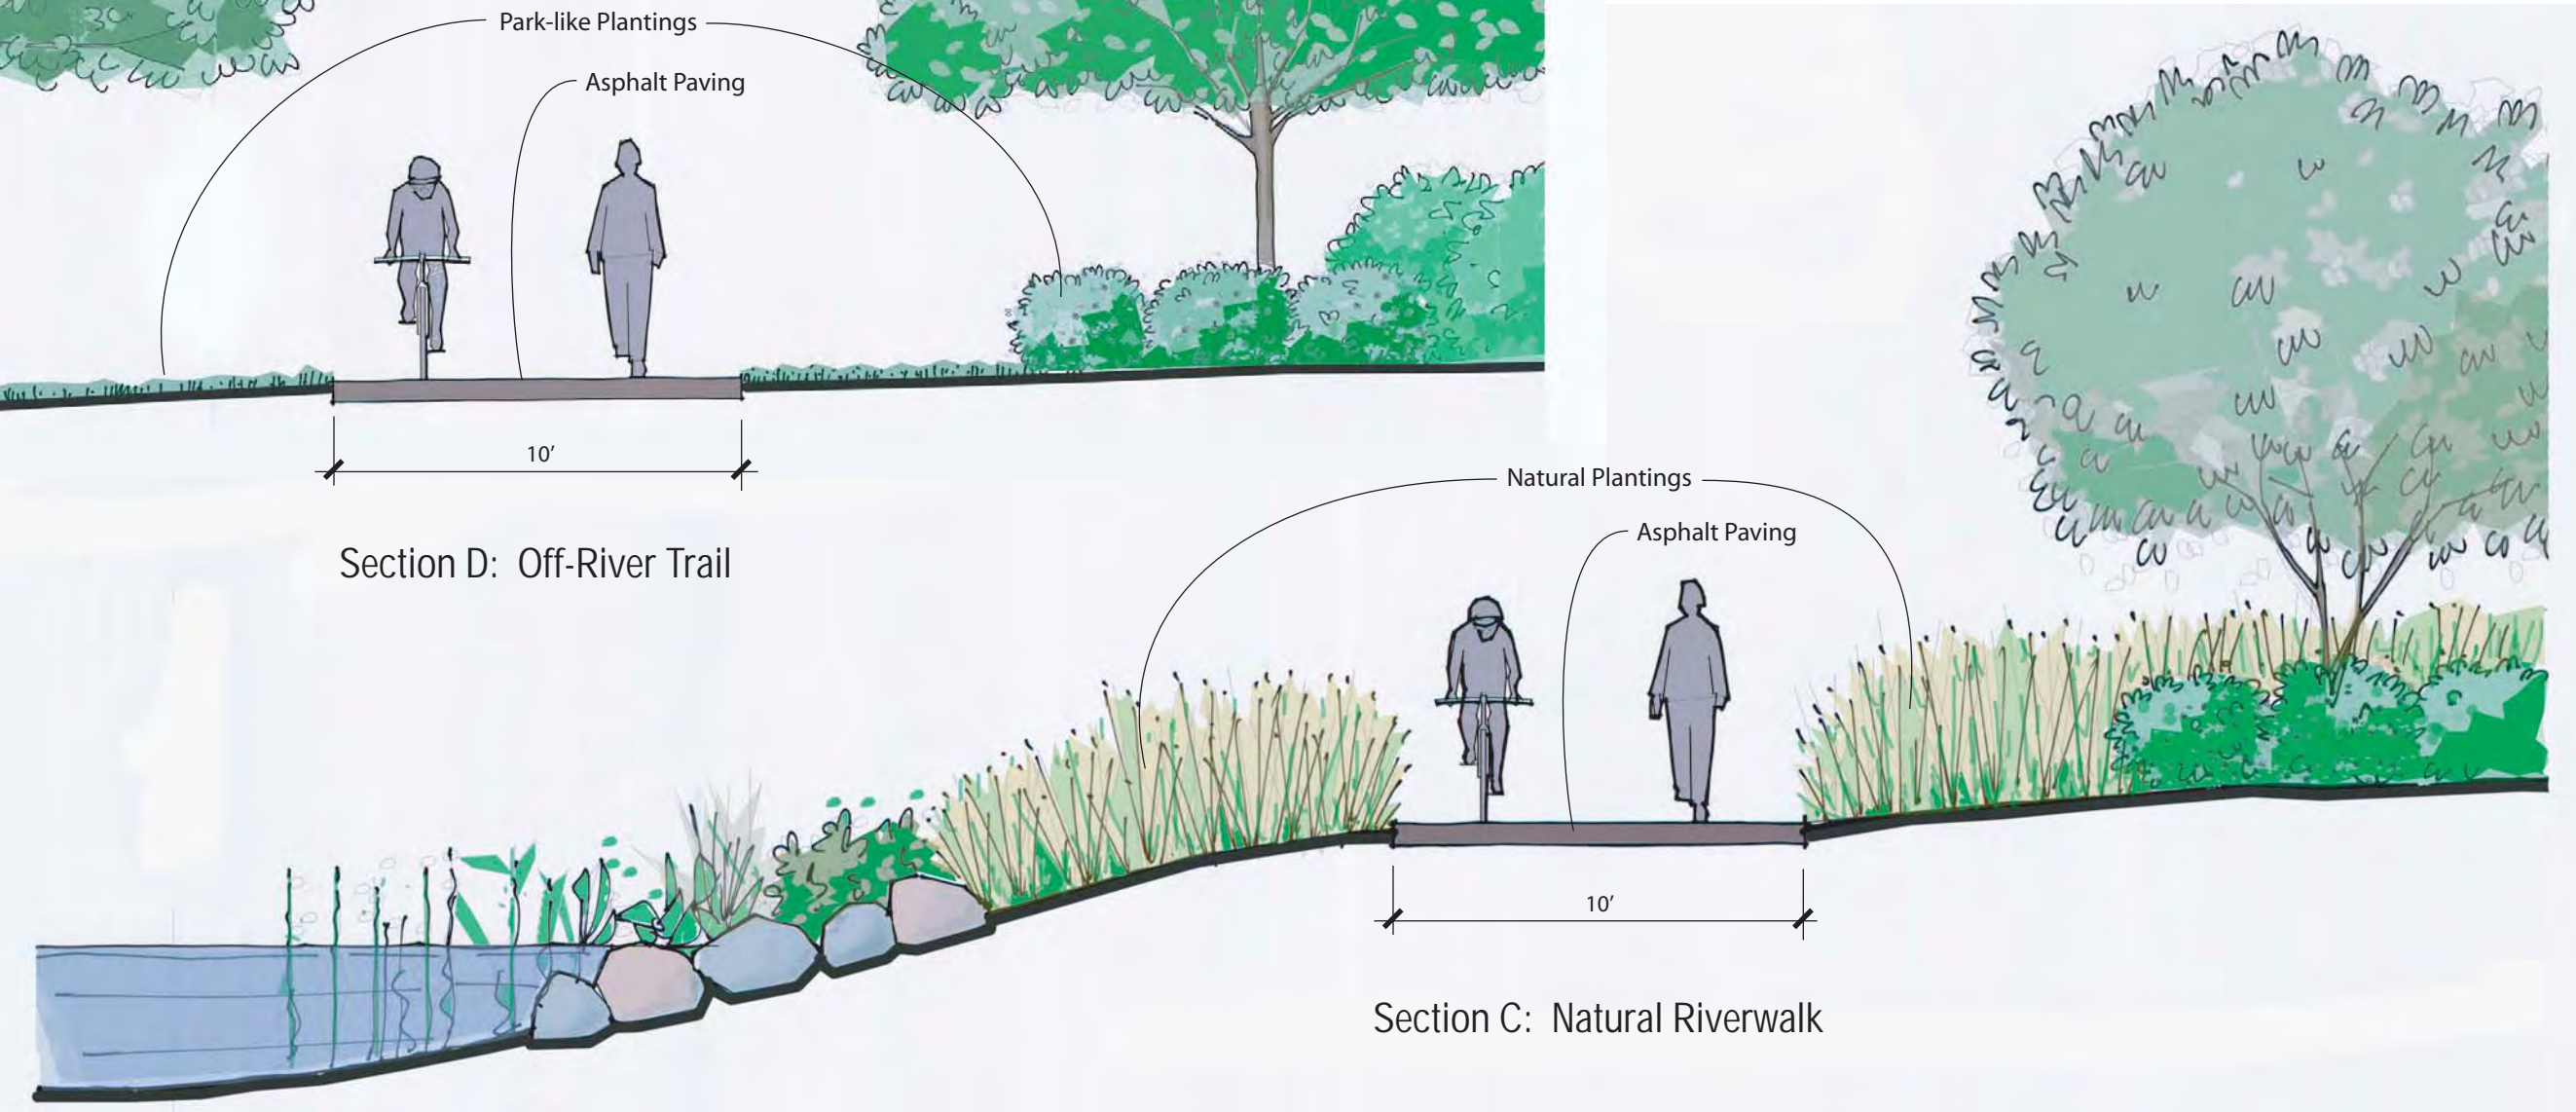 Park-like Plantings
Asphalt Paving
10’
Section D:  Off-River Trail
Natural Plantings
Asphalt Paving
10’
Section C:  Natural Riverwalk